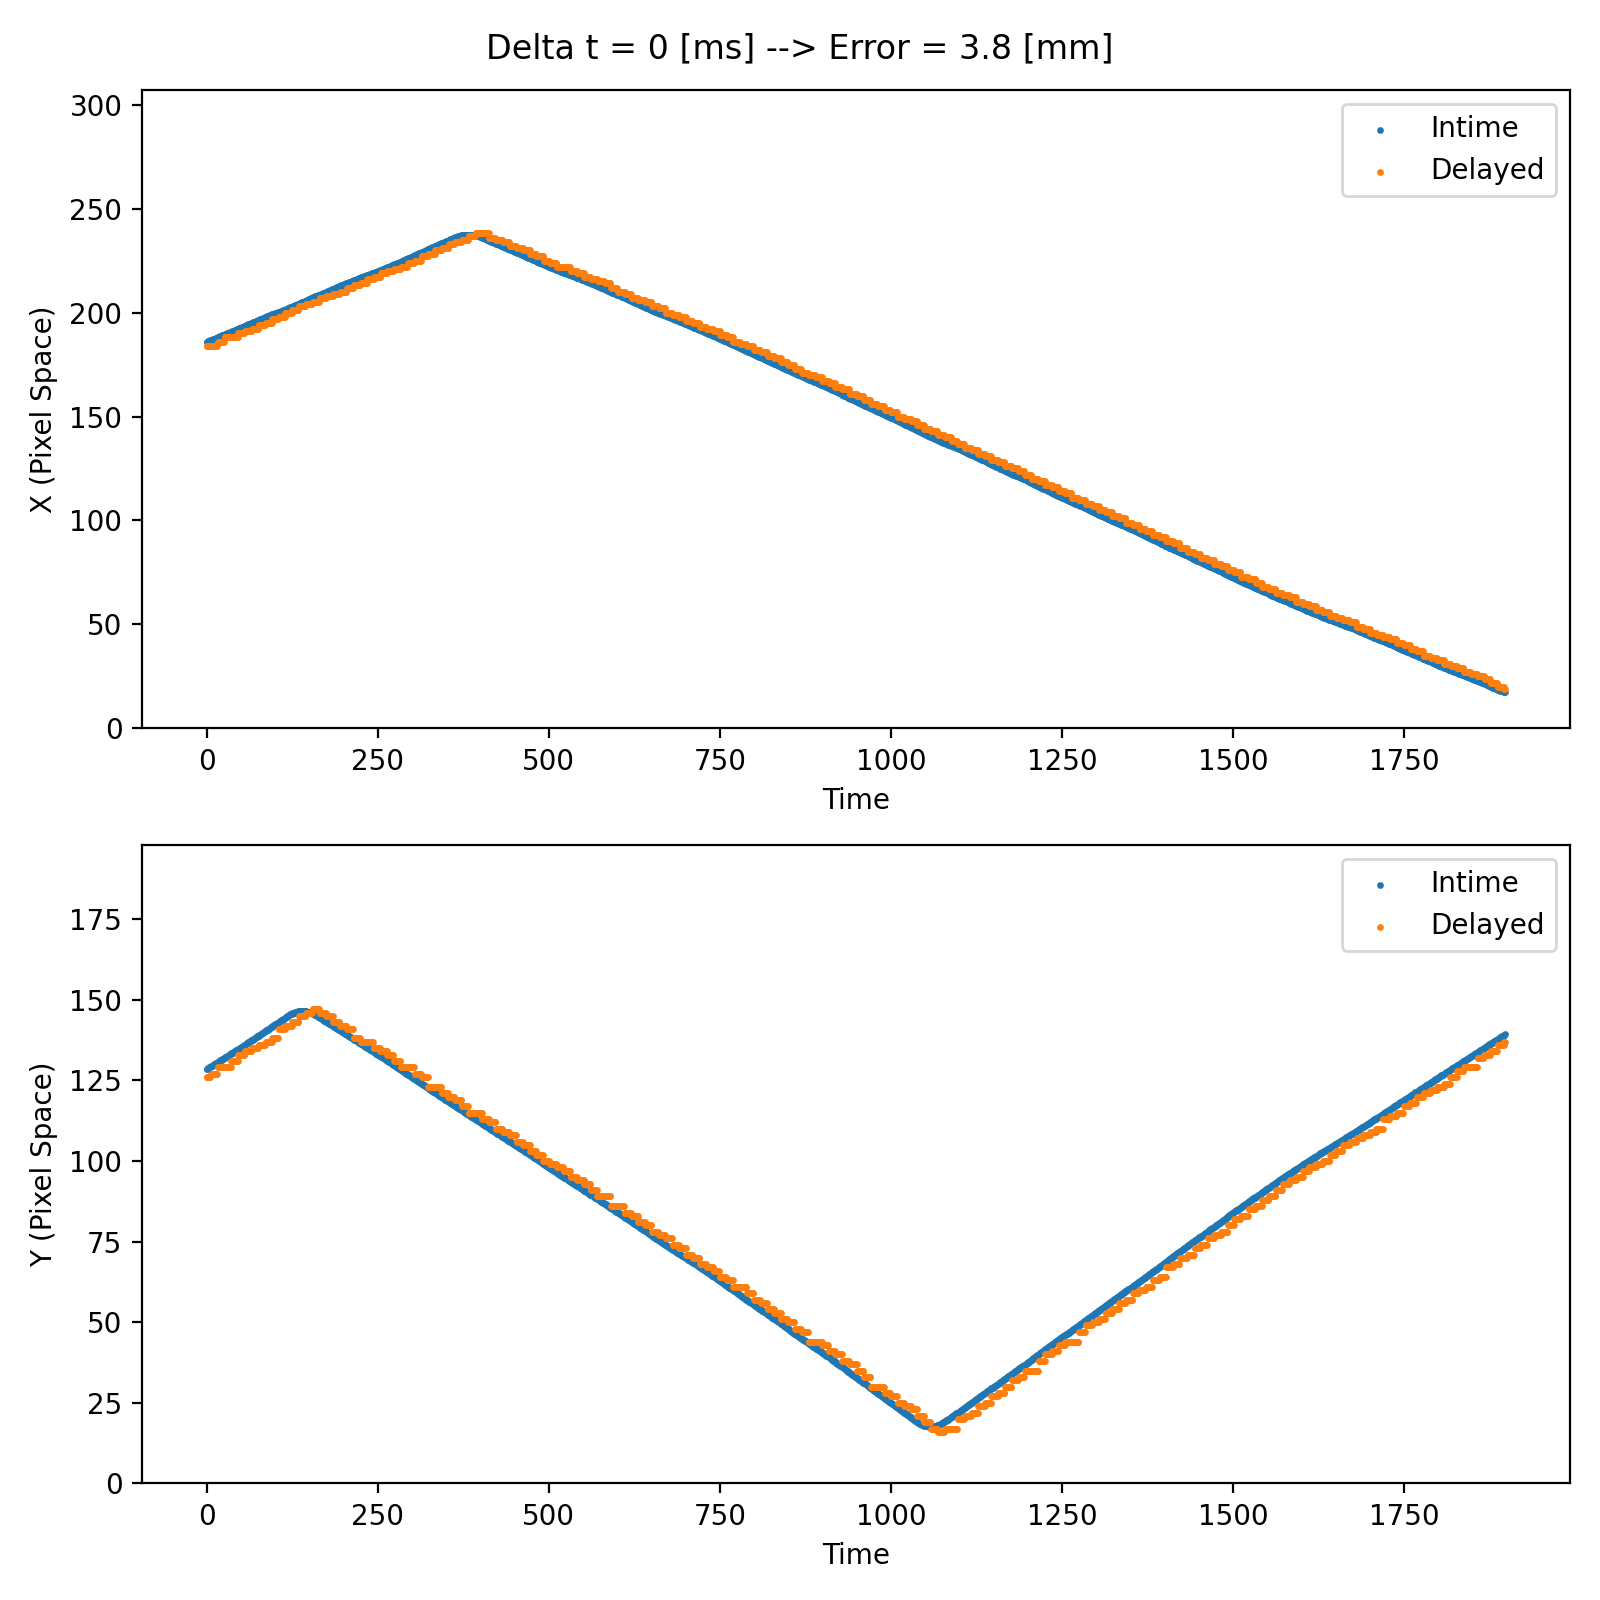 Delta t = 0 [ms] --> Error = 3.8 [mm]
300
250
200
150
100
50
0
X (Pixel Space)
Intime
Delayed
0 250 500 750 1000 1250 1500 1750
Time
175
150
125
100
75
50
25
0
Y (Pixel Space)
Intime
Delayed
0 250 500 750 1000 1250 1500 1750
Time